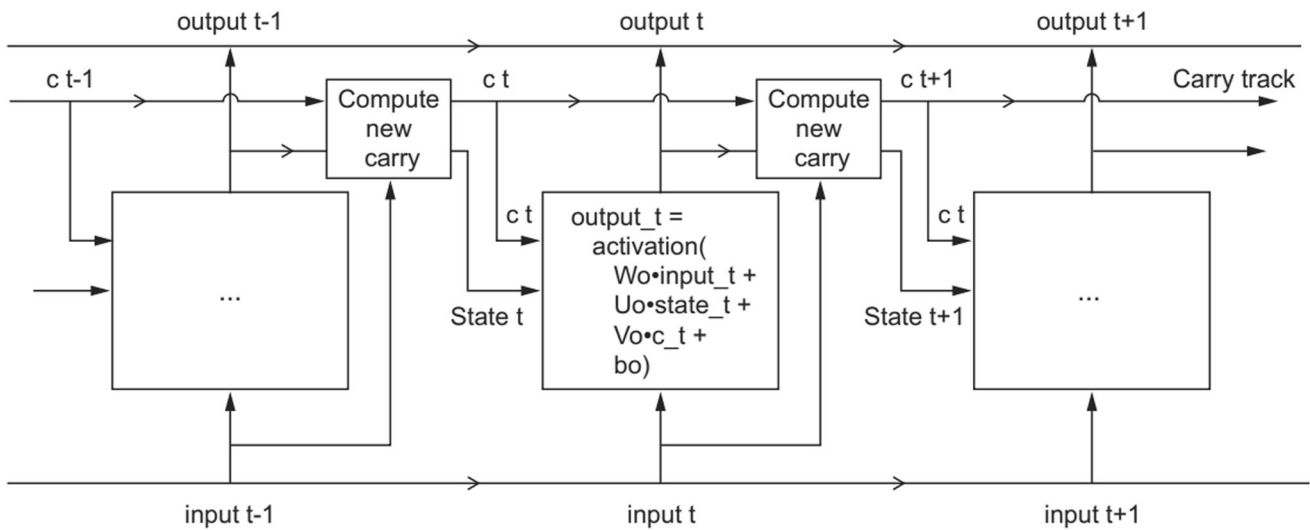 output t-1
output t
output t+1
c t-1
c t
c t+1
Carry track
Compute
new
carry
Compute
new
carry
c t
output_t =
activation(
Wo•input_t +
Uo•state_t +
Vo•c_t +
bo)
c t
...
State t
State t+1
...
input t-1
input t
input t+1